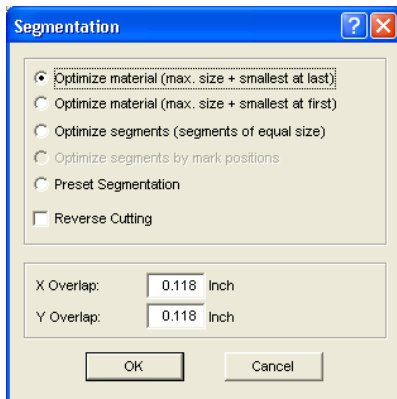 Segmentation
Optimize material (max. size + smallest at last)
Optimize material (max. size + smallest at first)
Optimize segments (segments of equal size)
Optimize segments by mark positions
Preset Segmentation
Reverse Cutting
X Overlap: 0.118 Inch
Y Overlap: 0.118 Inch
OK Cancel